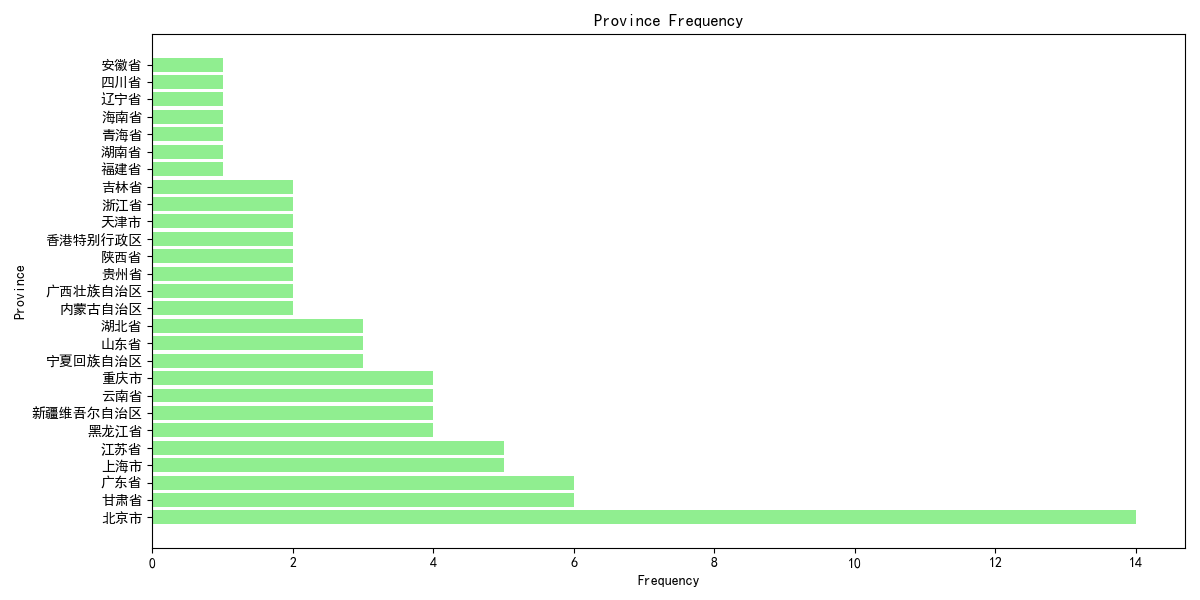 Province Frequency
安徽省
四川省
辽宁省
海南省
青海省
湖南省
福建省
吉林省
浙江省
天津市
香港特别行政区
陕西省
贵州省
广西壮族自治区
内蒙古自治区
湖北省
山东省
宁夏回族自治区
重庆市
云南省
新疆维吾尔自治区
黑龙江省
江苏省
上海市
广东省
甘肃省
北京市
Province
0 2 4 6 8 10 12 14
Frequency